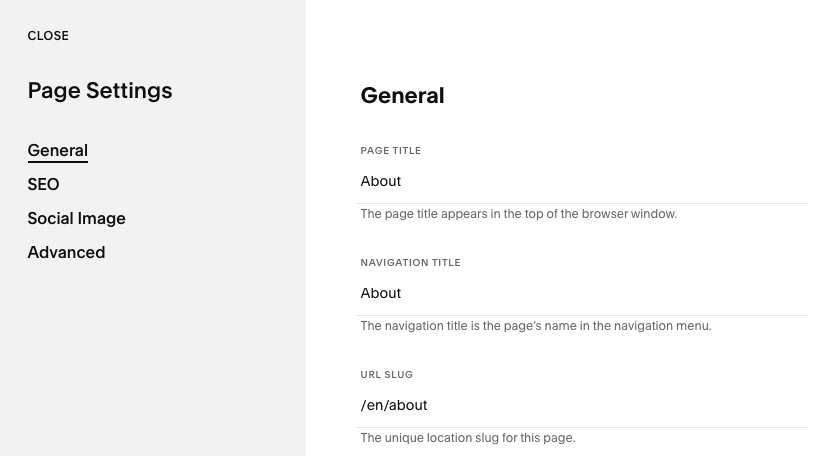 CLOSE
Page Settings
General
SEO
Social Image
Advanced
General
PAGE TITLE
About
The page title appears in the top of the browser window.
NAVIGATION TITLE
About
The navigation title is the page’s name in the navigation menu.
URL SLUG
/en/about
The unique location slug for this page.